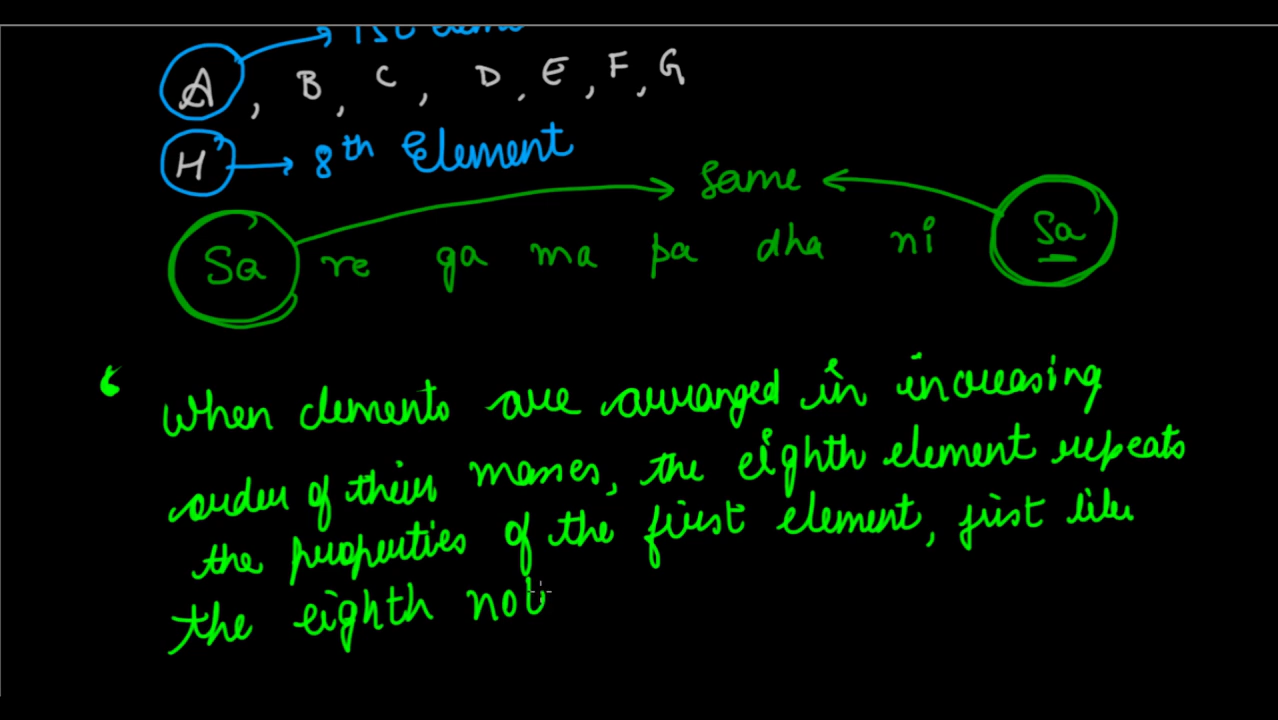 A, B, C, D, E, F, G
H → 8th Element
Same
Sa re ga ma pa dha ni Sa
When elements are arranged in increasing
order of their masses, the eighth element repeats
the properties of the first element, just like
the eighth not